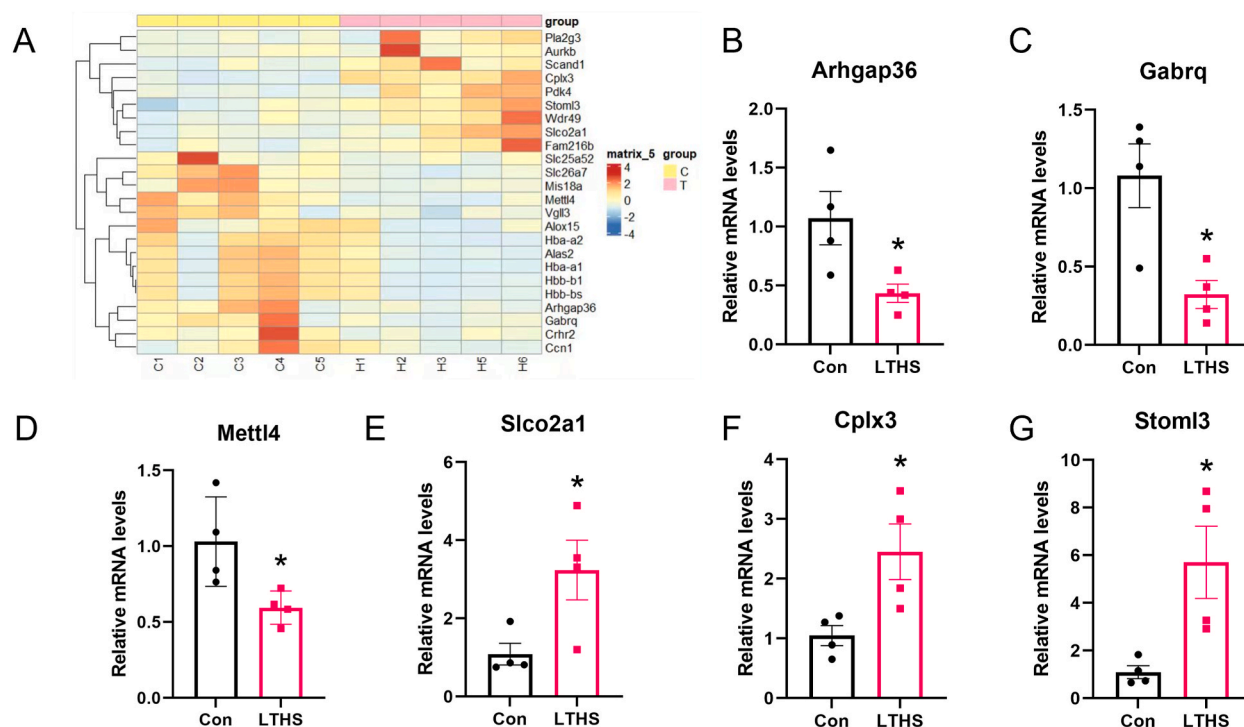 A
group
Pla2g3
Aurkb
Scand1
Cplx3
Pdk4
Stoml3
Wdr49
Slco2a1
Fam216b
Slc25a52
Slc26a7
Mis18a
Mettl4
Vgll3
Alox15
Hba-a2
Alas2
Hba-a1
Hbb-b1
Hbb-bs
Arhgap36
Gabrq
Crhr2
Ccn1
C1 C2 C3 C4 C5 H1 H2 H3 H5 H6
matrix_5 group
4 C
2 T
0
-2
-4
B
Arhgap36
Relative mRNA levels
2.0
1.5
1.0
0.5
0.0
*
Con LTHS
C
Gabrq
Relative mRNA levels
1.5
1.0
0.5
0.0
*
Con LTHS
D
Mettl4
Relative mRNA levels
1.5
1.0
0.5
0.0
*
Con LTHS
E
Slco2a1
Relative mRNA levels
6
4
2
0
*
Con LTHS
F
Cplx3
Relative mRNA levels
4
3
2
1
0
*
Con LTHS
G
Stoml3
Relative mRNA levels
10
8
6
4
2
0
*
Con LTHS